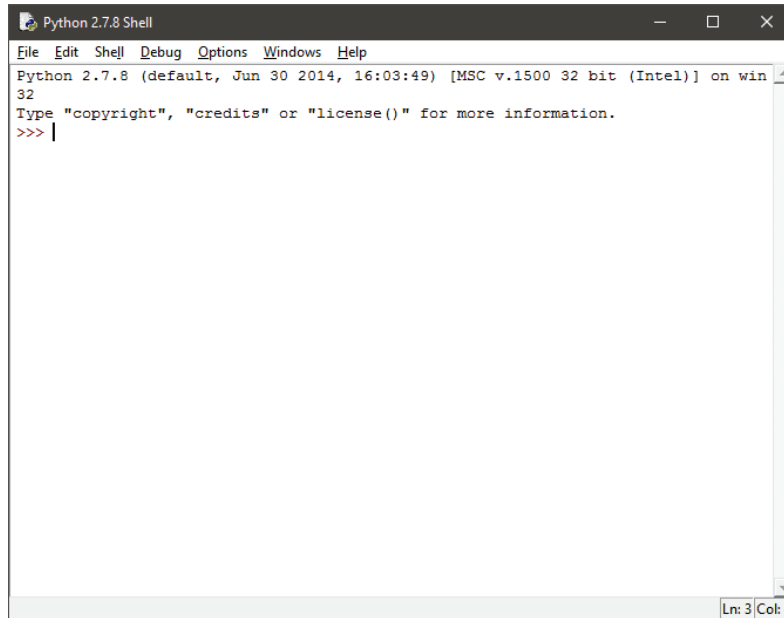 Python 2.7.8 Shell
File Edit Shell Debug Options Windows Help
Python 2.7.8 (default, Jun 30 2014, 16:03:49) [MSC v.1500 32 bit (Intel)] on win
32
Type "copyright", "credits" or "license()" for more information.
>>>
Ln: 3 Col: